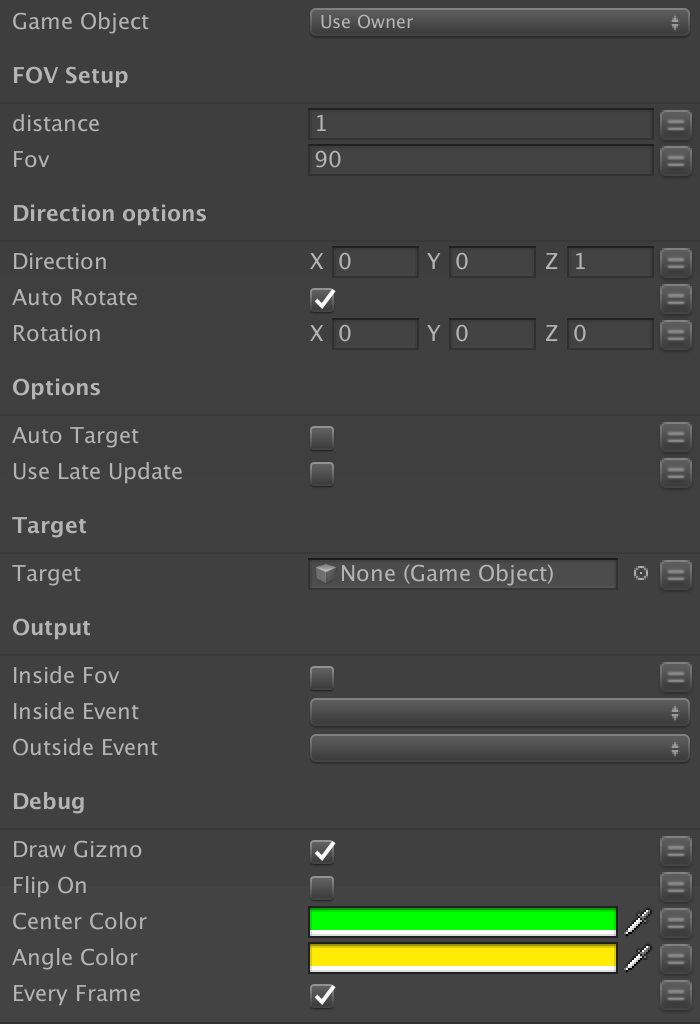 Game Object Use Owner
FOV Setup
distance 1
Fov 90
Direction options
Direction X 0 Y 0 Z 1
Auto Rotate
Rotation X 0 Y 0 Z 0
Options
Auto Target
Use Late Update
Target
Target None (Game Object)
Output
Inside Fov
Inside Event
Outside Event
Debug
Draw Gizmo
Flip On
Center Color
Angle Color
Every Frame